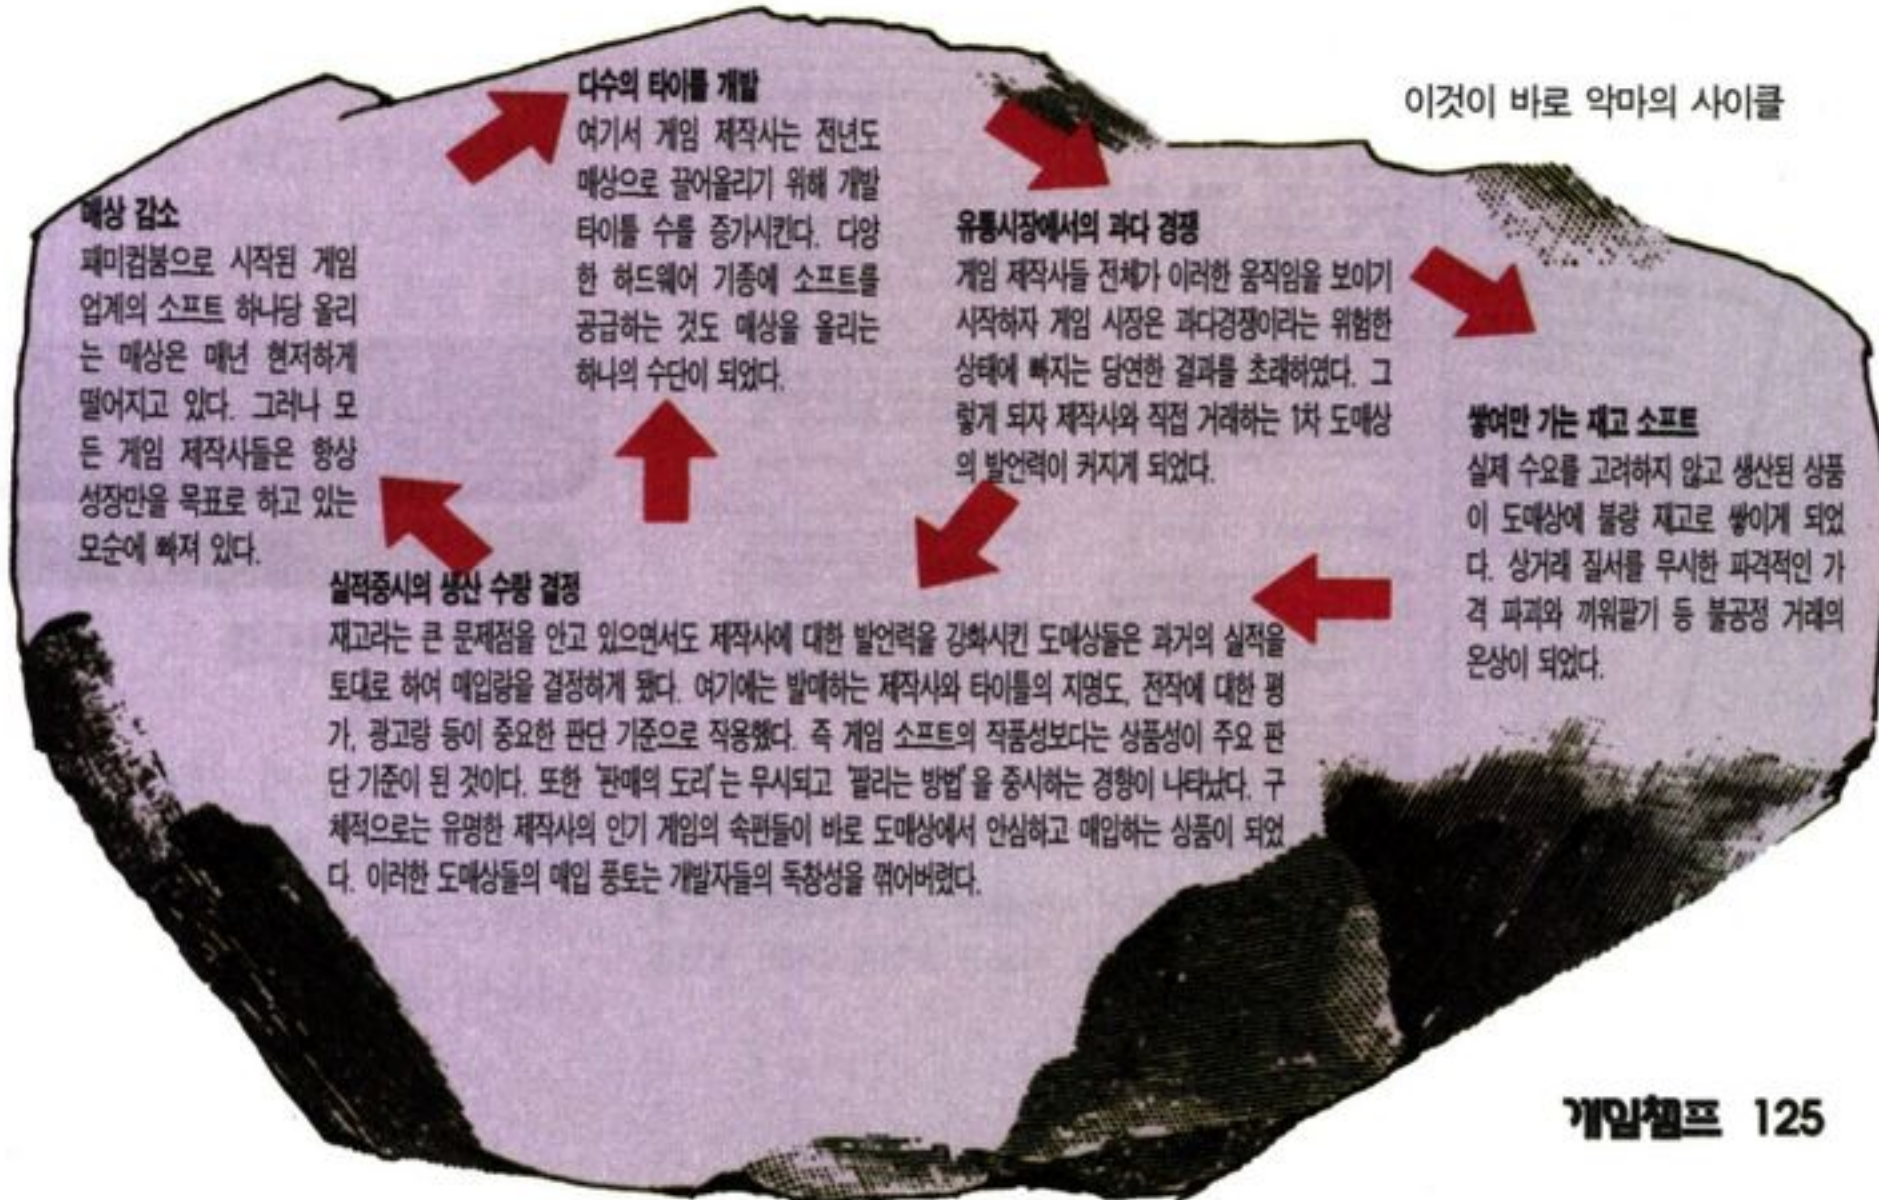 이것이 바로 악마의 사이클
매상 감소
패미컴붐으로 시작된 게임
업계의 소프트 하나당 올리
는 매상은 매년 현저하게
떨어지고 있다. 그러나 모
든 게임 제작사들은 항상
성장만을 목표로 하고 있는
모순에 빠져 있다.
다수의 타이틀 개발
여기서 게임 제작사는 전년도
매상으로 끌어올리기 위해 개발
타이틀 수를 증가시킨다. 다양
한 하드웨어 기종에 소프트를
공급하는 것도 매상을 올리는
하나의 수단이 되었다.
유통시장에서의 과다 경쟁
게임 제작사들 전체가 이러한 움직임을 보이기
시작하자 게임 시장은 과다경쟁이라는 위험한
상태에 빠지는 당연한 결과를 초래하였다. 그
렇게 되자 제작사와 직접 거래하는 1차 도매상
의 발언력이 커지게 되었다.
쌓여만 가는 재고 소프트
실제 수요를 고려하지 않고 생산된 상품
이 도매상에 불량 재고로 쌓이게 되었
다. 상거래 질서를 무시한 파격적인 가
격 파괴와 끼워팔기 등 불공정 거래의
온상이 되었다.
실적중시의 생산 수량 결정
재고라는 큰 문제점을 안고 있으면서도 제작사에 대한 발언력을 강화시킨 도매상들은 과거의 실적을
토대로 하여 매입량을 결정하게 됐다. 여기에는 발매하는 제작사와 타이틀의 지명도, 전작에 대한 평
가, 광고량 등이 중요한 판단 기준으로 작용했다. 즉 게임 소프트의 작품성보다는 상품성이 주요 판
단 기준이 된 것이다. 또한 '판매의 도리'는 무시되고 '팔리는 방법'을 중시하는 경향이 나타났다. 구
체적으로는 유명한 제작사의 인기 게임의 속편들이 바로 도매상에서 안심하고 매입하는 상품이 되었
다. 이러한 도매상들의 매입 풍토는 개발자들의 독창성을 꺾어버렸다.
게임챔프 125